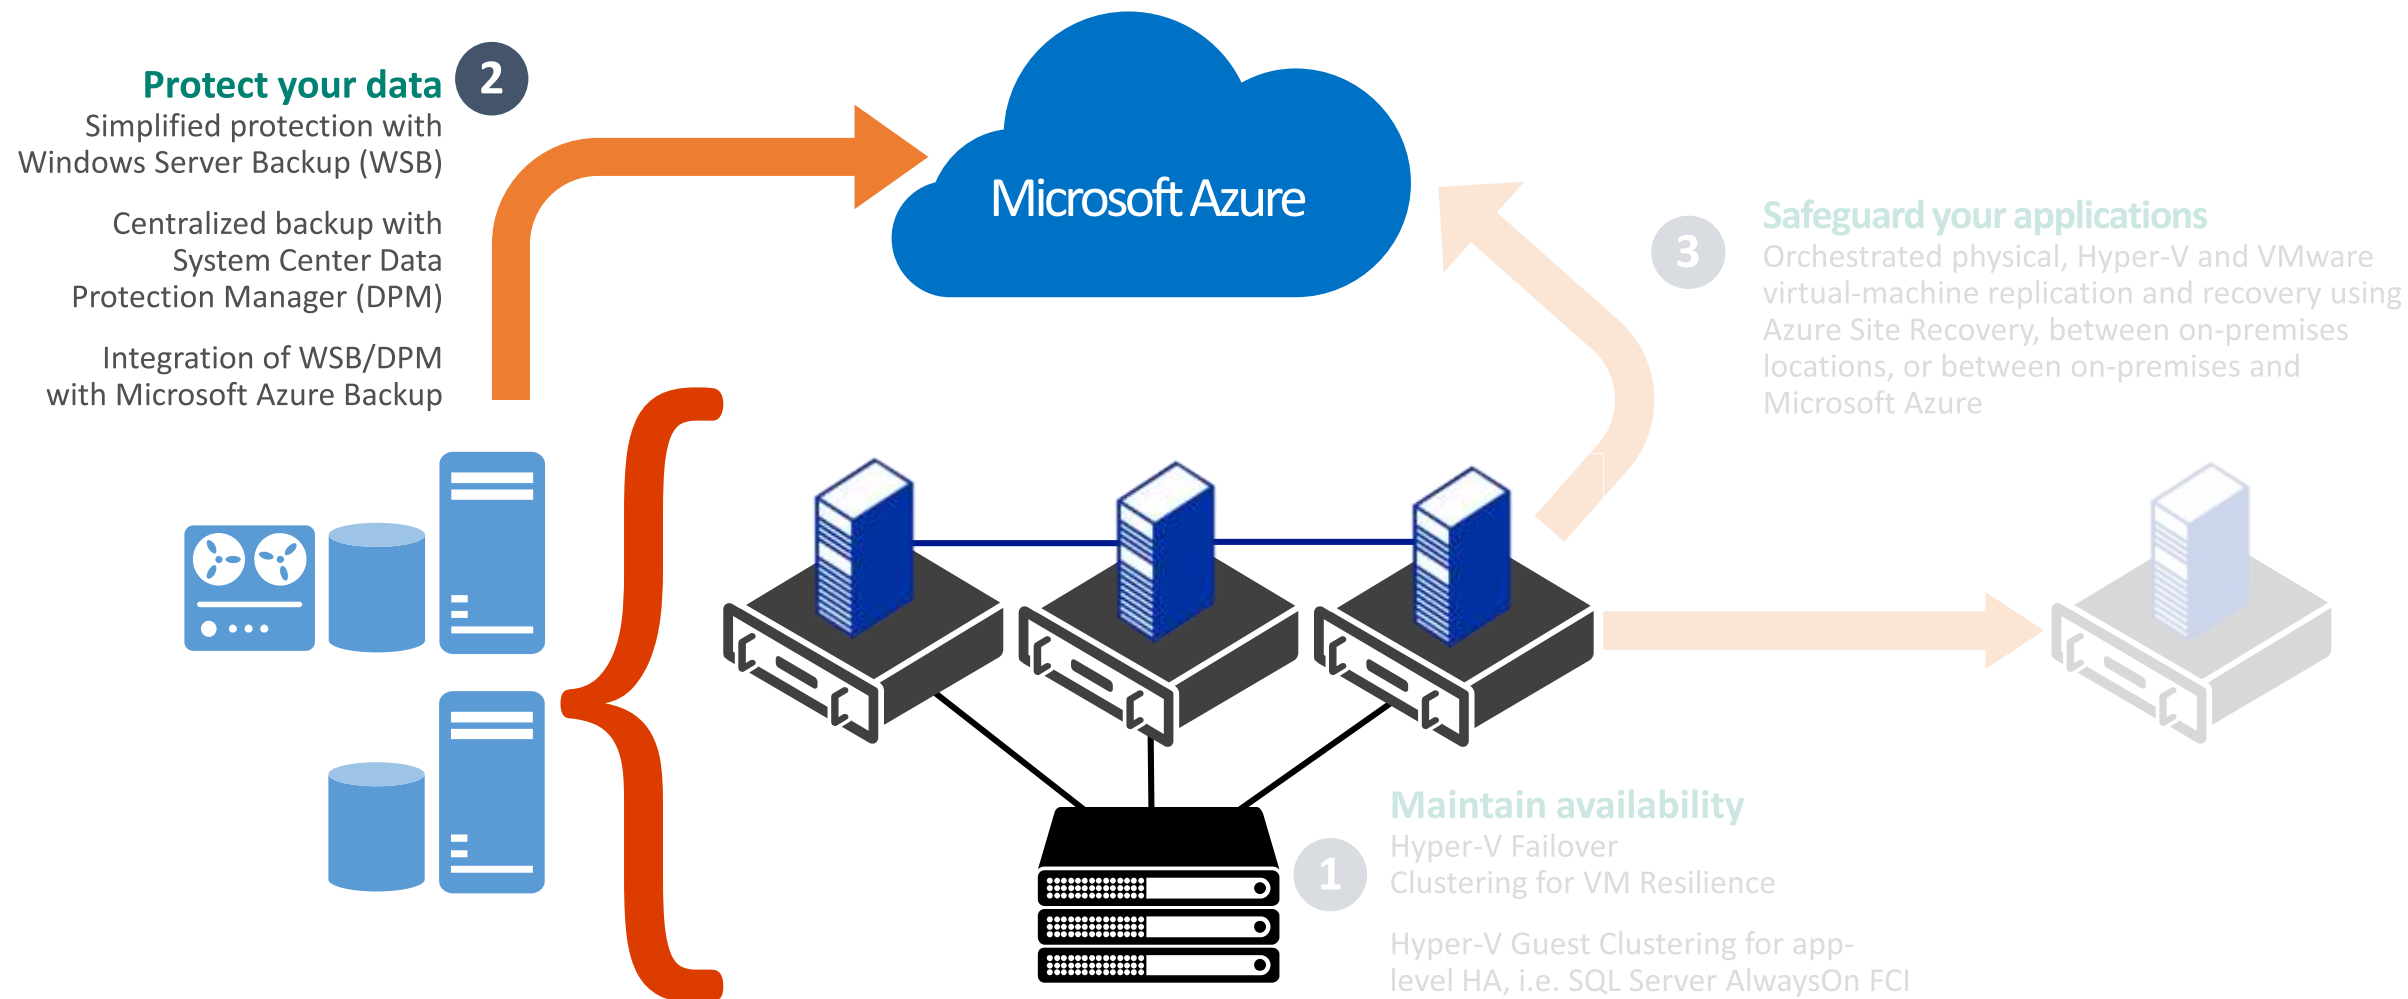 Protect your data
2
Simplified protection with
Windows Server Backup (WSB)
Centralized backup with
System Center Data
Protection Manager (DPM)
Integration of WSB/DPM
with Microsoft Azure Backup
Microsoft Azure
3
Safeguard your applications
Orchestrated physical, Hyper-V and VMware
virtual-machine replication and recovery using
Azure Site Recovery, between on-premises
locations, or between on-premises and
Microsoft Azure
1
Maintain availability
Hyper-V Failover
Clustering for VM Resilience
Hyper-V Guest Clustering for app-
level HA, i.e. SQL Server AlwaysOn FCI